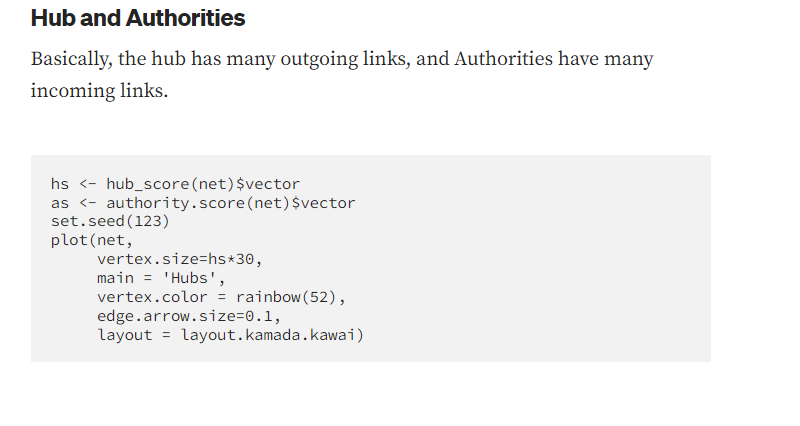 Hub and Authorities
Basically, the hub has many outgoing links, and Authorities have many
incoming links.
hs <- hub_score(net)$vector
as <- authority.score(net)$vector
set.seed(123)
plot(net,
     vertex.size=hs*30,
     main = 'Hubs',
     vertex.color = rainbow(52),
     edge.arrow.size=0.1,
     layout = layout.kamada.kawai)